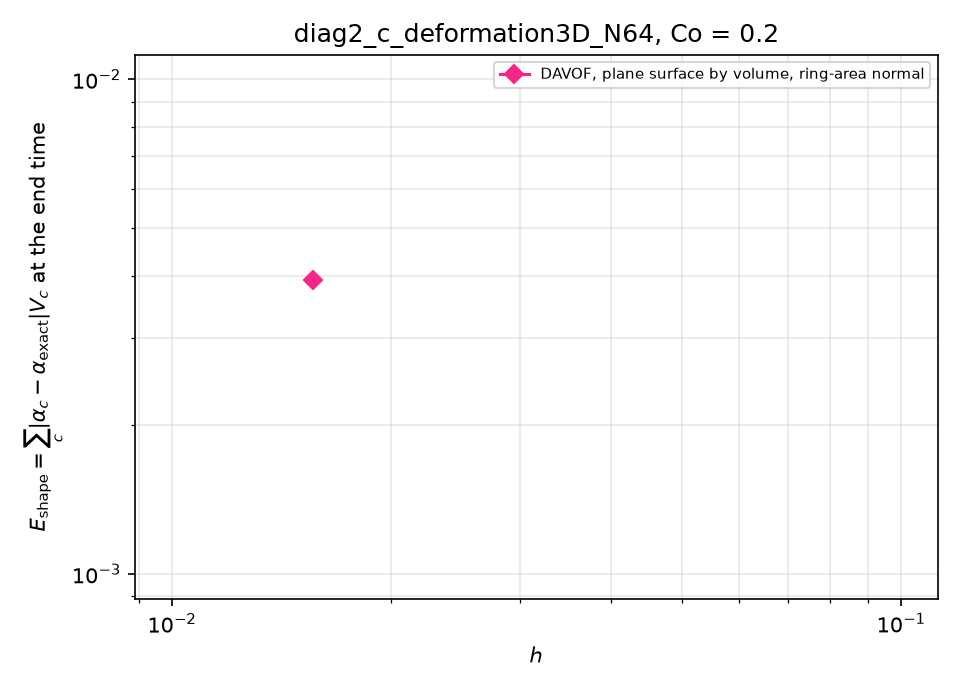 diag2_c_deformation3D_N64, Co = 0.2
DAVOF, plane surface by volume, ring-area normal
E_shape = ∑_c |α_c − α_exact|V_c at the end time
10⁻²
10⁻³
10⁻²
10⁻¹
h